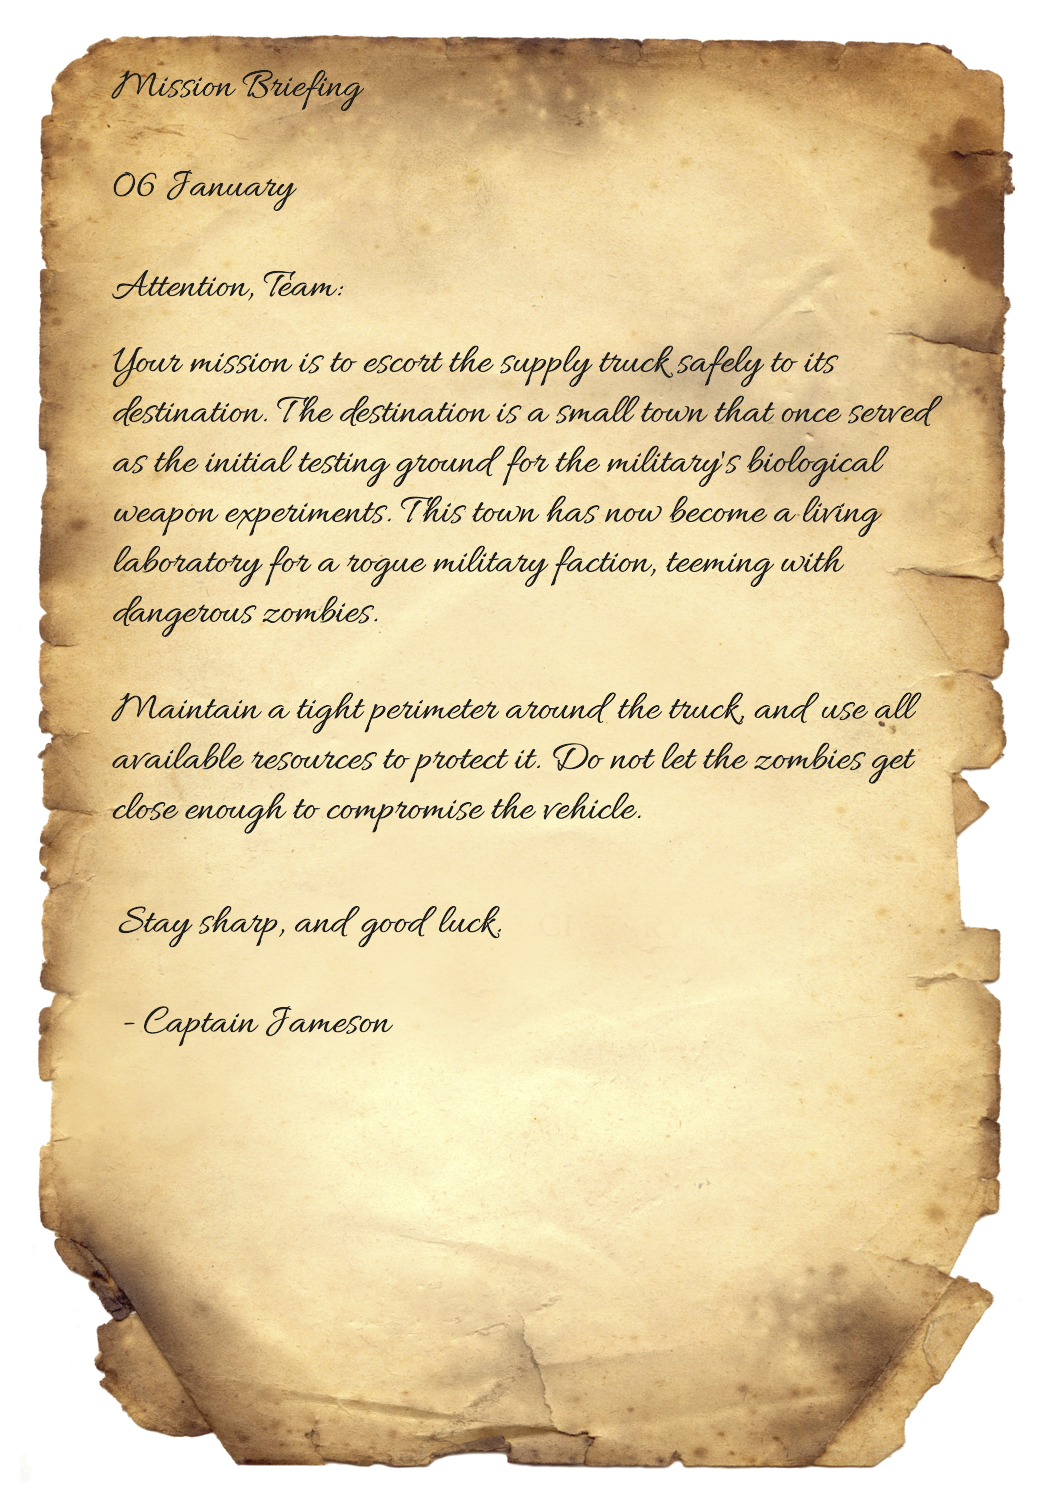 Mission Briefing
06 January
Attention, Team:
Your mission is to escort the supply truck safely to its
destination. The destination is a small town that once served
as the initial testing ground for the military's biological
weapon experiments. This town has now become a living
laboratory for a rogue military faction, teeming with
dangerous zombies.
Maintain a tight perimeter around the truck, and use all
available resources to protect it. Do not let the zombies get
close enough to compromise the vehicle.
Stay sharp, and good luck.
- Captain Jameson